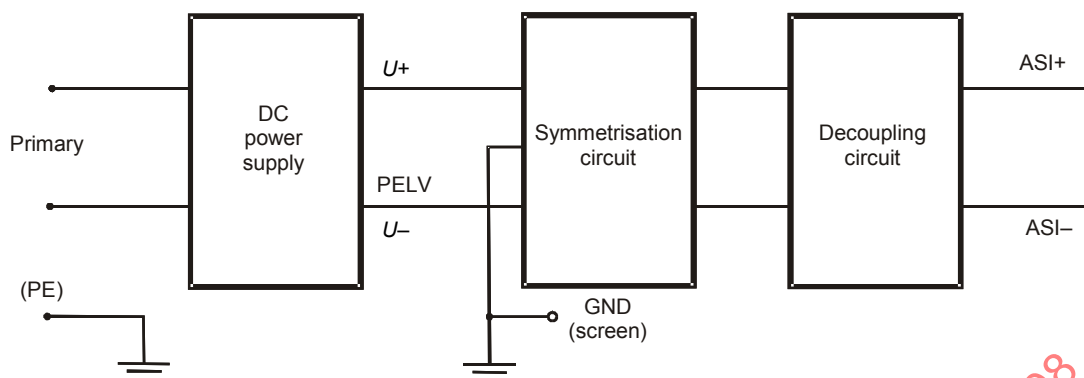 U+
ASI+
DC
power
supply
Symmetrisation
circuit
Decoupling
circuit
Primary
PELV
U–
ASI–
(PE)
GND
(screen)